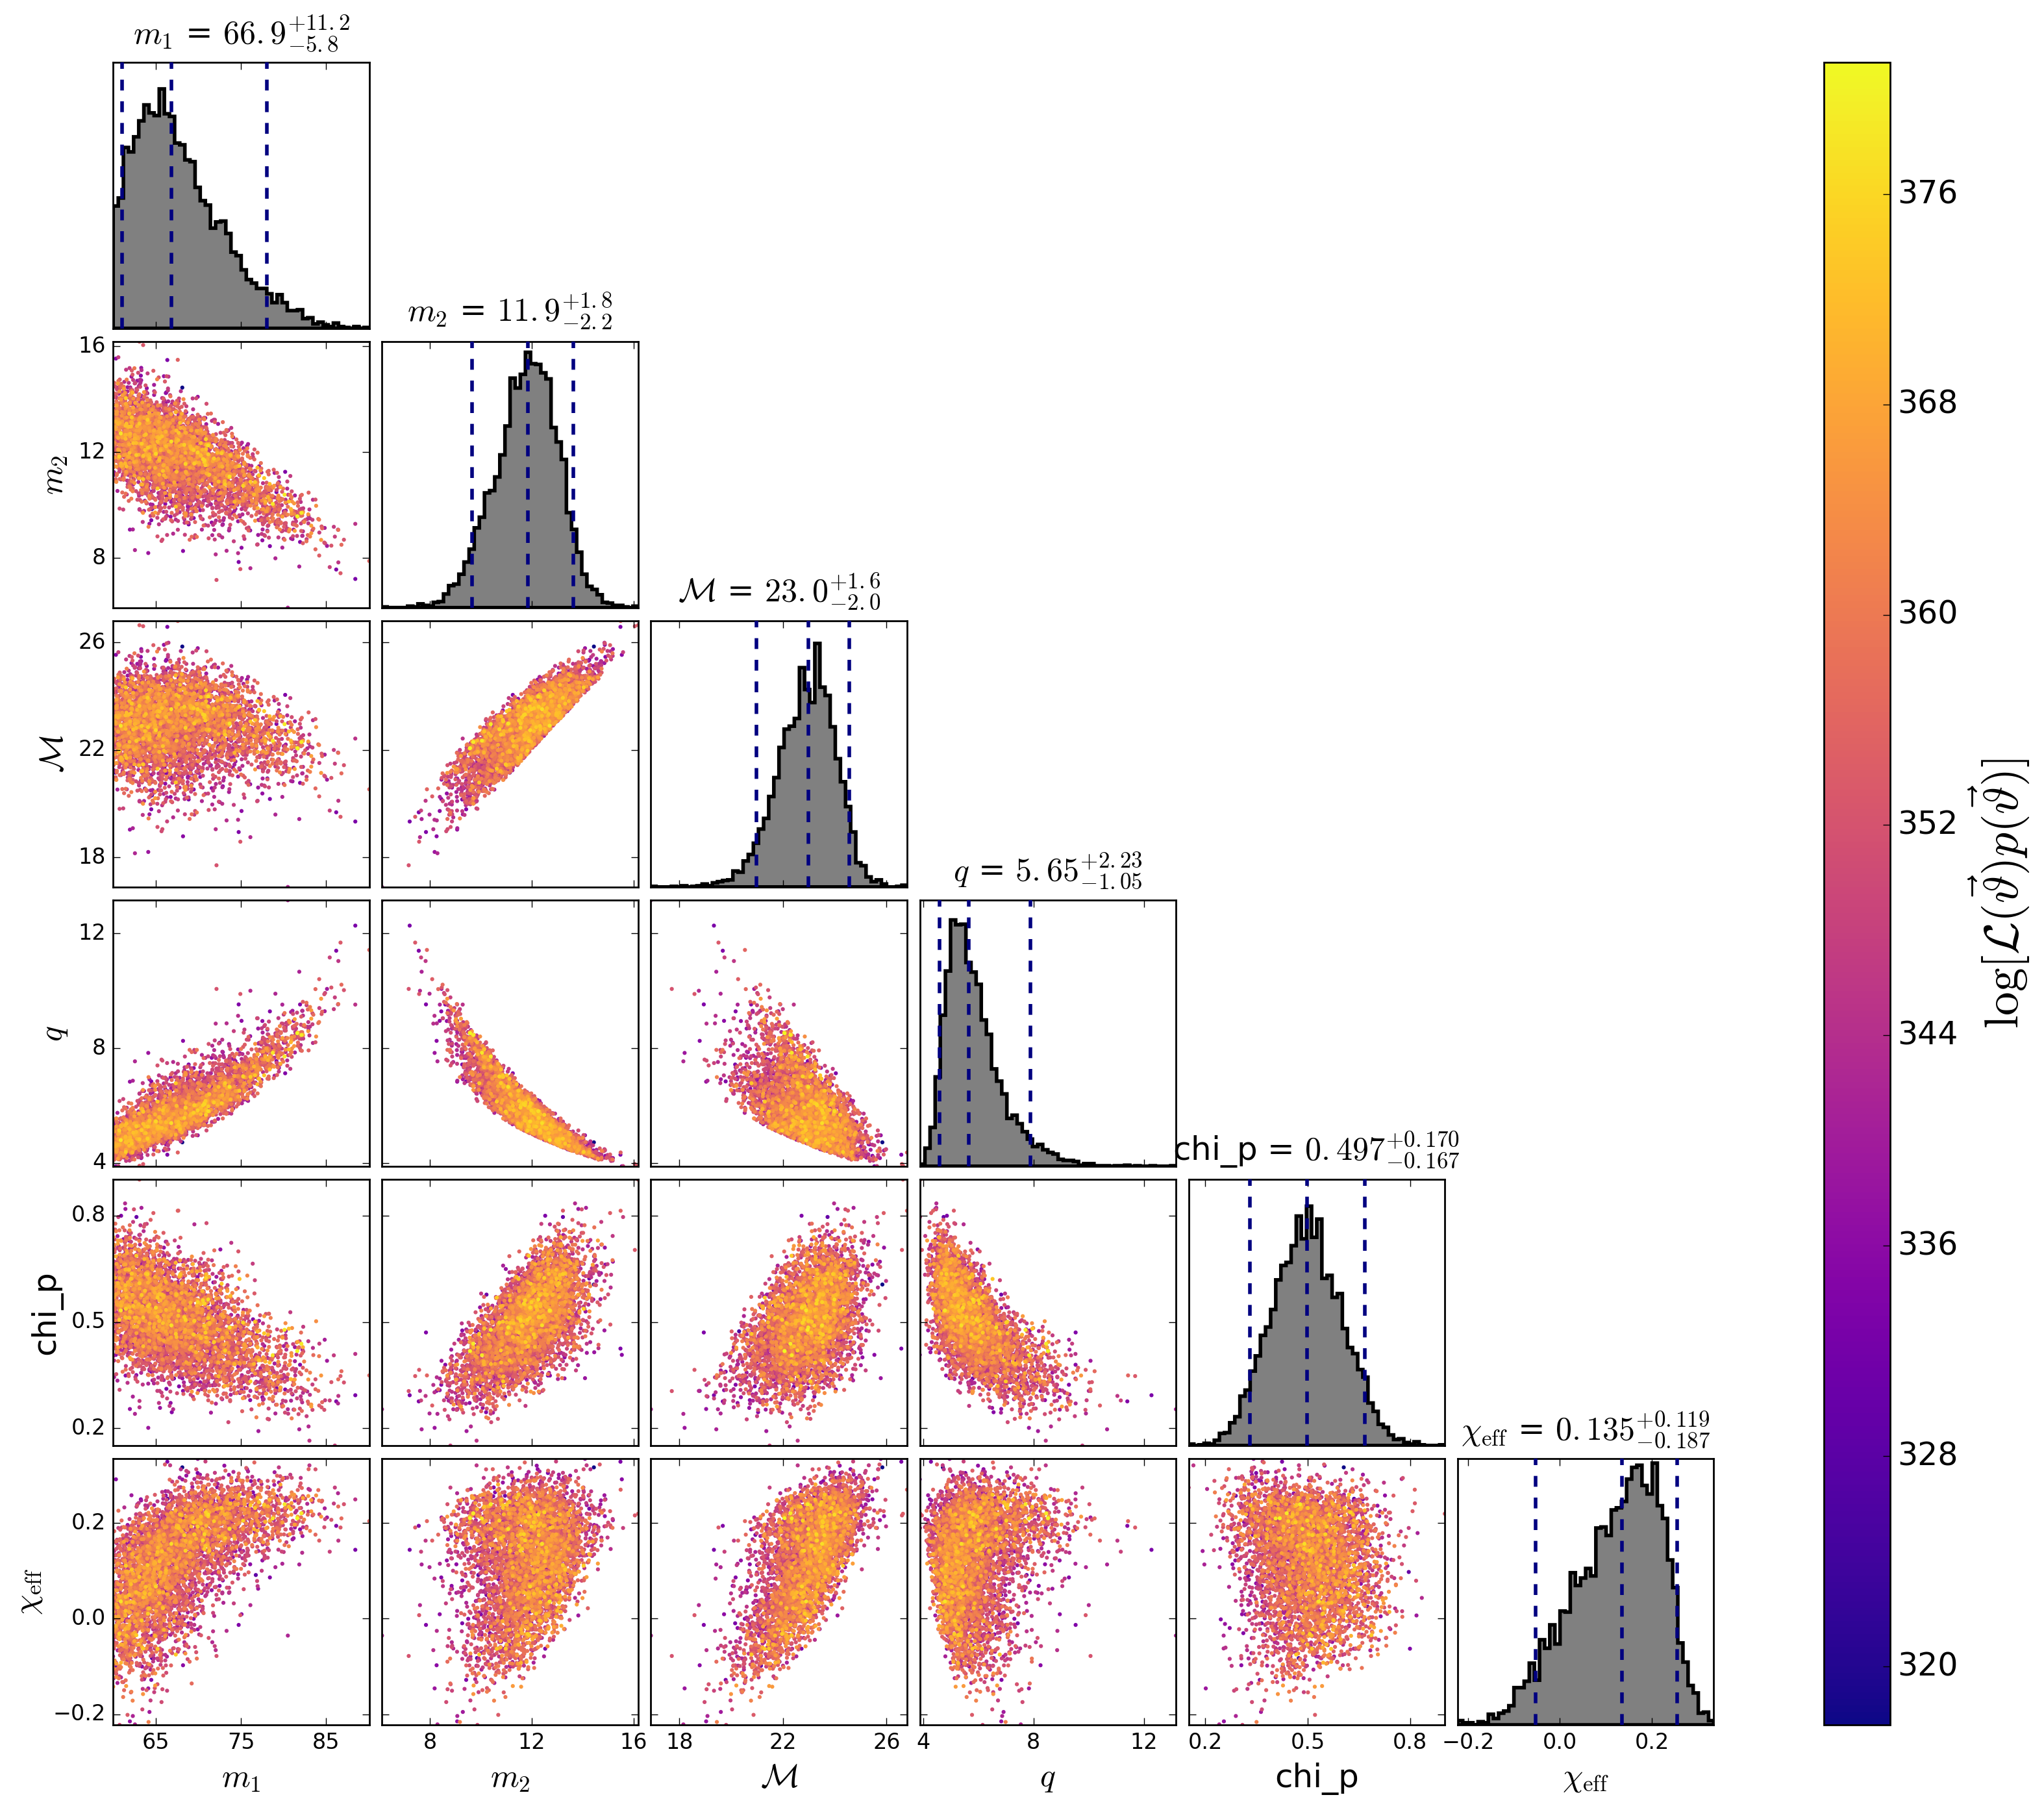 m₁ = 66.9⁺¹¹·²₋₅.₈
m₂ = 11.9⁺¹·⁸₋₂.₂
16
12
8
m₂
ℳ = 23.0⁺¹·⁶₋₂.₀
26
22
18
ℳ
q = 5.65⁺²·²³₋₁.₀₅
12
8
4
q
chi_p = 0.497⁺⁰·¹⁷⁰₋₀.₁₆₇
0.8
0.5
0.2
chi_p
χeff = 0.135⁺⁰·¹¹⁹₋₀.₁₈₇
0.2
0.0
−0.2
χeff
65 75 85 8 12 16 18 22 26 4 8 12 0.2 0.5 0.8 −0.2 0.0 0.2
m₁ m₂ ℳ q chi_p χeff
376
368
360
352
344
336
328
320
log[ℒ(ϑ⃗)p(ϑ⃗)]